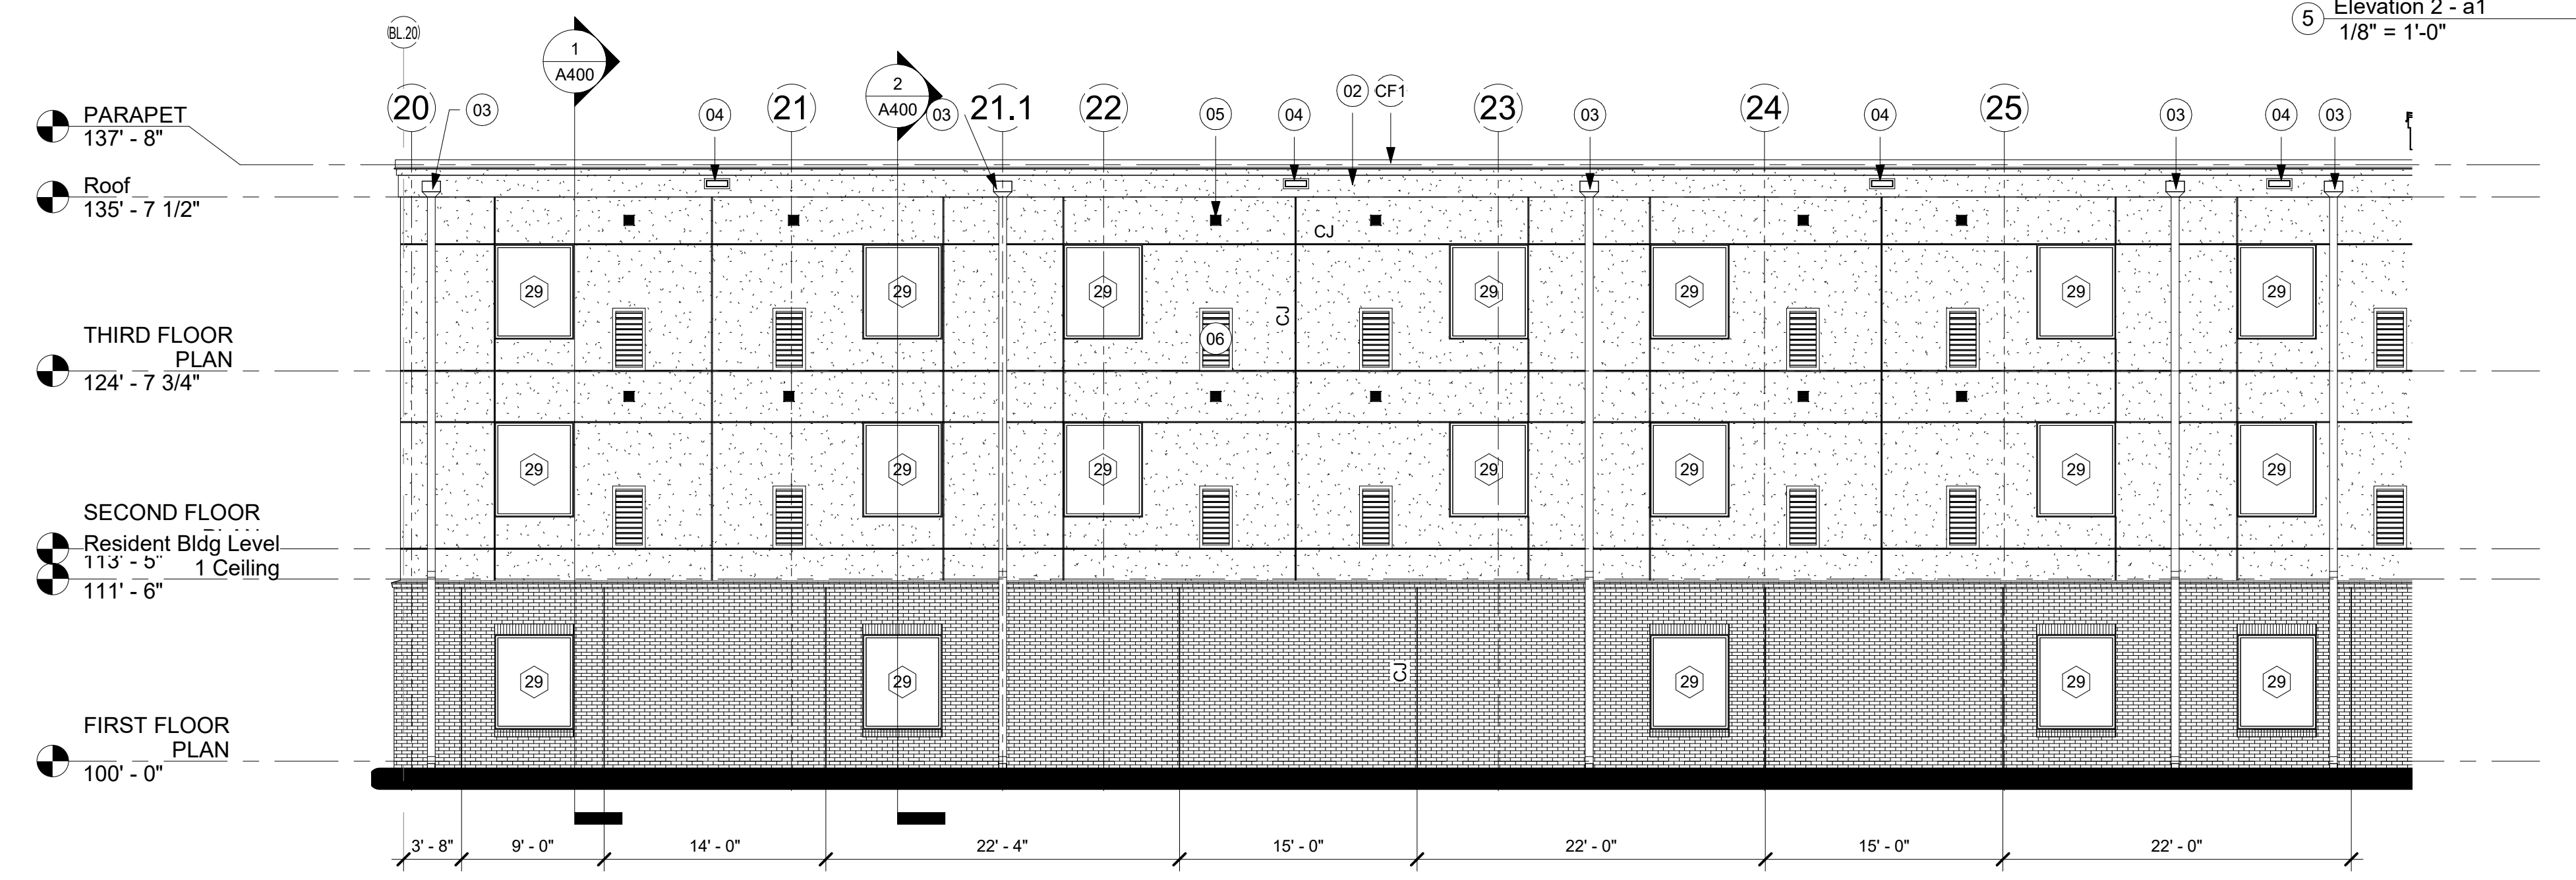 5 Elevation 2 - a1
1/8" = 1'-0"
(BL.20)
1
A400
2
A400
20 03 04 21 03 21.1 22 05 04 02 CF1 23 03 24 04 25 03 04 03
PARAPET
137' - 8"
Roof
135' - 7 1/2"
CJ
29 29 29 29 29 29 29
CJ
06
THIRD FLOOR
PLAN
124' - 7 3/4"
29 29 29 29 29 29 29
SECOND FLOOR
Resident Bldg Level
113' - 5" 1 Ceiling
111' - 6"
CJ
29 29 29 29 29
FIRST FLOOR
PLAN
100' - 0"
3' - 8" 9' - 0" 14' - 0" 22' - 4" 15' - 0" 22' - 0" 15' - 0" 22' - 0"